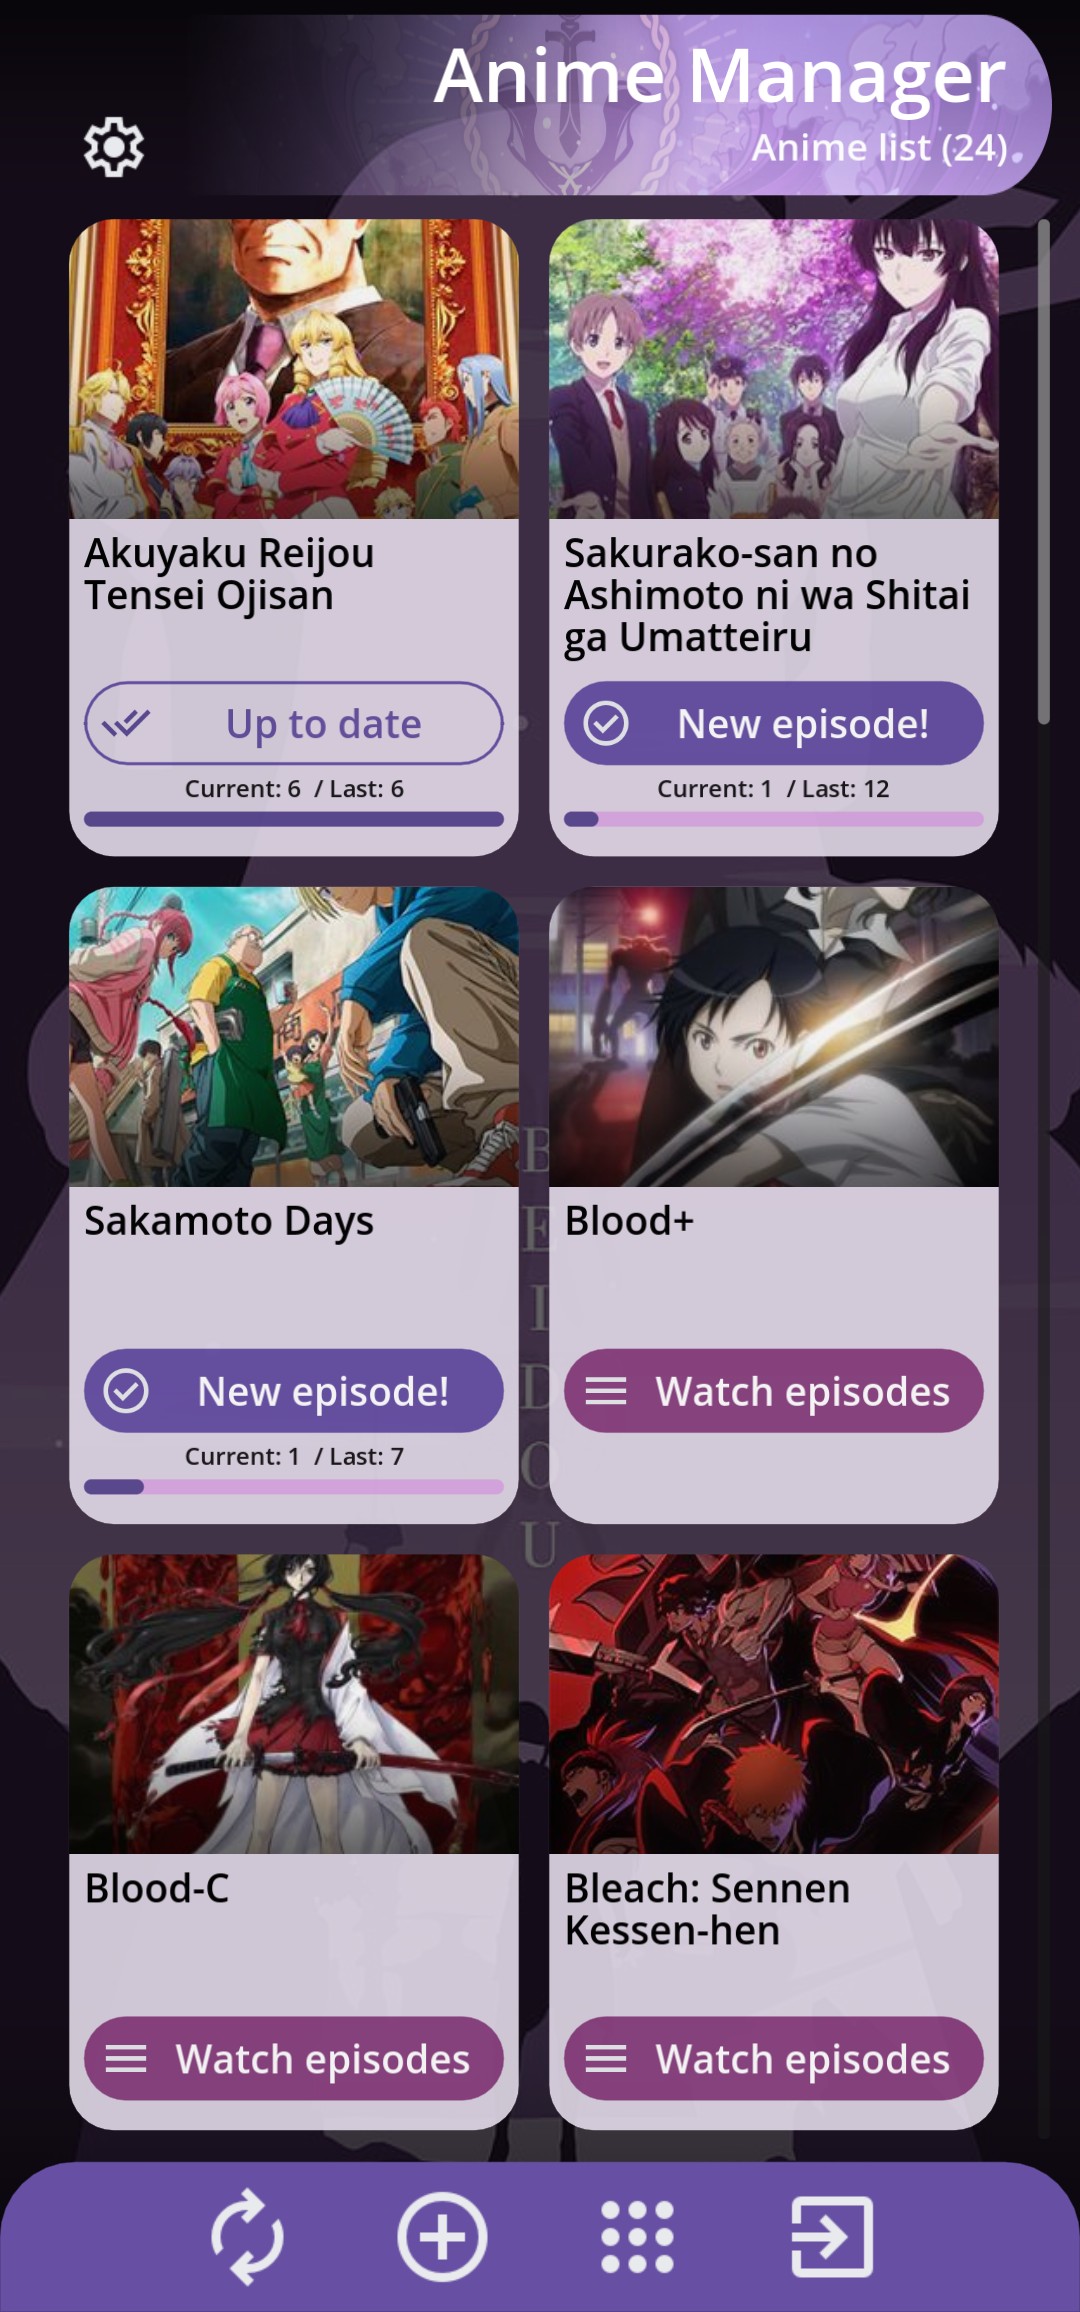 Anime Manager
Anime list (24)
Akuyaku Reijou
Tensei Ojisan
Up to date
Current: 6 / Last: 6
Sakurako-san no
Ashimoto ni wa Shitai
ga Umatteiru
New episode!
Current: 1 / Last: 12
Sakamoto Days
New episode!
Current: 1 / Last: 7
Blood+
Watch episodes
B
E
I
D
O
U
Blood-C
Watch episodes
Bleach: Sennen
Kessen-hen
Watch episodes